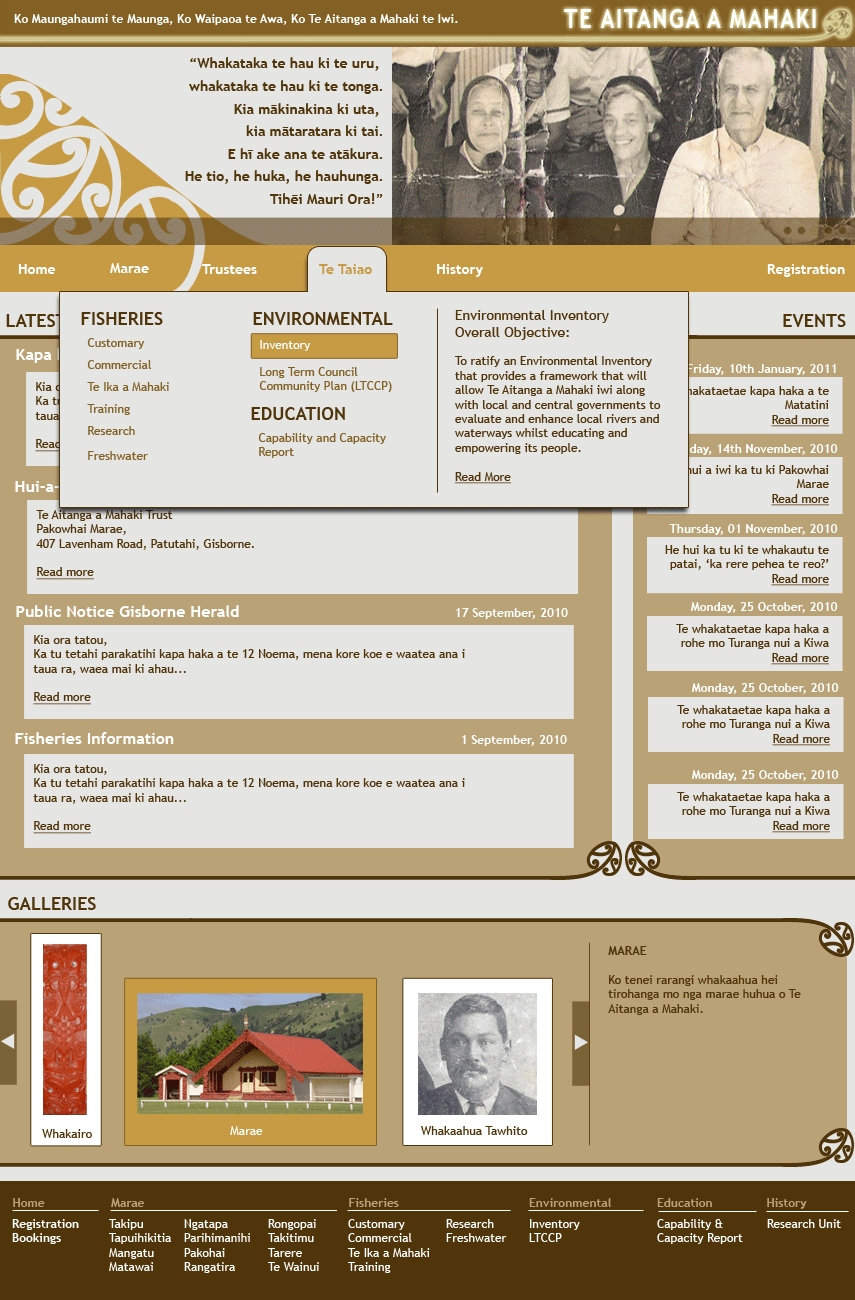 Ko Maungahaumi te Maunga, Ko Waipaoa te Awa, Ko Te Aitanga a Mahaki te Iwi.
TE AITANGA A MAHAKI
“Whakataka te hau ki te uru,
whakataka te hau ki te tonga.
Kia mākinakina ki uta,
kia mātaratara ki tai.
E hī ake ana te atākura.
He tio, he huka, he hauhunga.
Tihēi Mauri Ora!”
Home
Marae
Trustees
Te Taiao
History
Registration
FISHERIES
Customary
Commercial
Te Ika a Mahaki
Training
Research
Freshwater
ENVIRONMENTAL
Inventory
Long Term Council
Community Plan (LTCCP)
EDUCATION
Capability and Capacity
Report
Environmental Inventory
Overall Objective:
To ratify an Environmental Inventory
that provides a framework that will
allow Te Aitanga a Mahaki iwi along
with local and central governments to
evaluate and enhance local rivers and
waterways whilst educating and
empowering its people.
Read More
LATEST
Kapa
Hui-a-
Te Aitanga a Mahaki Trust
Pakowhai Marae,
407 Lavenham Road, Patutahi, Gisborne.
Read more
Public Notice Gisborne Herald
17 September, 2010
Kia ora tatou,
Ka tu tetahi parakatihi kapa haka a te 12 Noema, mena kore koe e waatea ana i
taua ra, waea mai ki ahau...
Read more
Fisheries Information
1 September, 2010
Kia ora tatou,
Ka tu tetahi parakatihi kapa haka a te 12 Noema, mena kore koe e waatea ana i
taua ra, waea mai ki ahau...
Read more
EVENTS
Friday, 10th January, 2011
kapa haka a te
Matatini
Read more
14th November, 2010
hui a iwi ka tu ki Pakowhai
Marae
Read more
Thursday, 01 November, 2010
He hui ka tu ki te whakautu te
patai, ‘ka rere pehea te reo?’
Read more
Monday, 25 October, 2010
Te whakataetae kapa haka a
rohe mo Turanga nui a Kiwa
Read more
Monday, 25 October, 2010
Te whakataetae kapa haka a
rohe mo Turanga nui a Kiwa
Read more
Monday, 25 October, 2010
Te whakataetae kapa haka a
rohe mo Turanga nui a Kiwa
Read more
GALLERIES
Whakairo
Marae
Whakaahua Tawhito
MARAE
Ko tenei rarangi whakaahua hei
tirohanga mo nga marae huhua o Te
Aitanga a Mahaki.
Home
Registration
Bookings
Marae
Takipu
Tapuihikitia
Mangatu
Matawai
Ngatapa
Parihimanihi
Pakohai
Rangatira
Rongopai
Takitimu
Tarere
Te Wainui
Fisheries
Customary
Commercial
Te Ika a Mahaki
Training
Research
Freshwater
Environmental
Inventory
LTCCP
Education
Capability &
Capacity Report
History
Research Unit